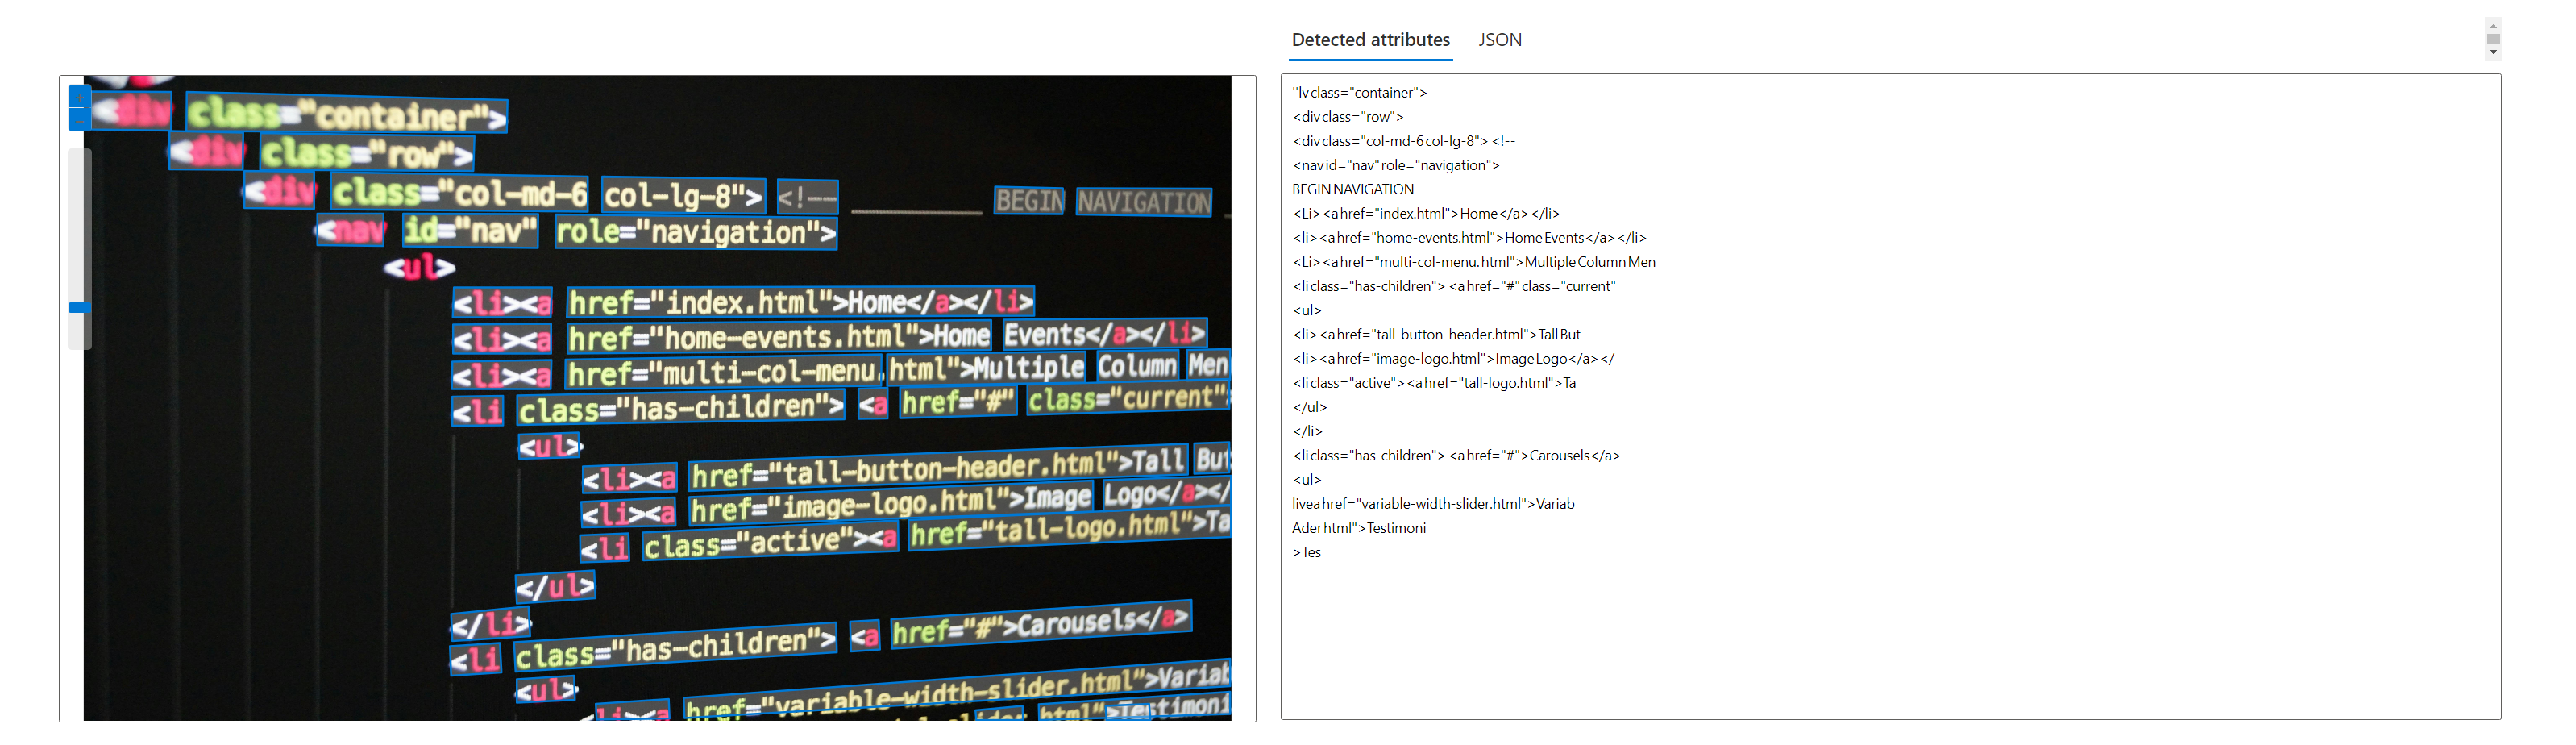 Detected attributes JSON
<div class="container">
<div class="row">
<div class="col-md-6 col-lg-8"> <!-- BEGIN NAVIGATION
<nav id="nav" role="navigation">
<ul>
<li><a href="index.html">Home</a></li>
<li><a href="home-events.html">Home Events</a></li>
<li><a href="multi-col-menu.html">Multiple Column Men
<li class="has-children"> <a href="#" class="current">
<ul>
<li><a href="tall-button-header.html">Tall But
<li><a href="image-logo.html">Image Logo</a></
<li class="active"><a href="tall-logo.html">Ta
</ul>
</li>
<li class="has-children"> <a href="#">Carousels</a>
<ul>
<li><a href="variable-width-slider.html">Variab
slider.html">Testimoni
''lv class="container">
<div class="row">
<div class="col-md-6 col-lg-8"> <!--
<nav id="nav" role="navigation">
BEGIN NAVIGATION
<Li> <a href="index.html">Home</a> </li>
<li> <a href="home-events.html">Home Events</a> </li>
<Li> <a href="multi-col-menu. html">Multiple Column Men
<li class="has-children"> <a href="#" class="current"
<ul>
<li> <a href="tall-button-header.html">Tall But
<li> <a href="image-logo.html">Image Logo</a> </
<li class="active"> <a href="tall-logo.html">Ta
</ul>
</li>
<li class="has-children"> <a href="#">Carousels</a>
<ul>
livea href="variable-width-slider.html">Variab
Ader html">Testimoni
>Tes